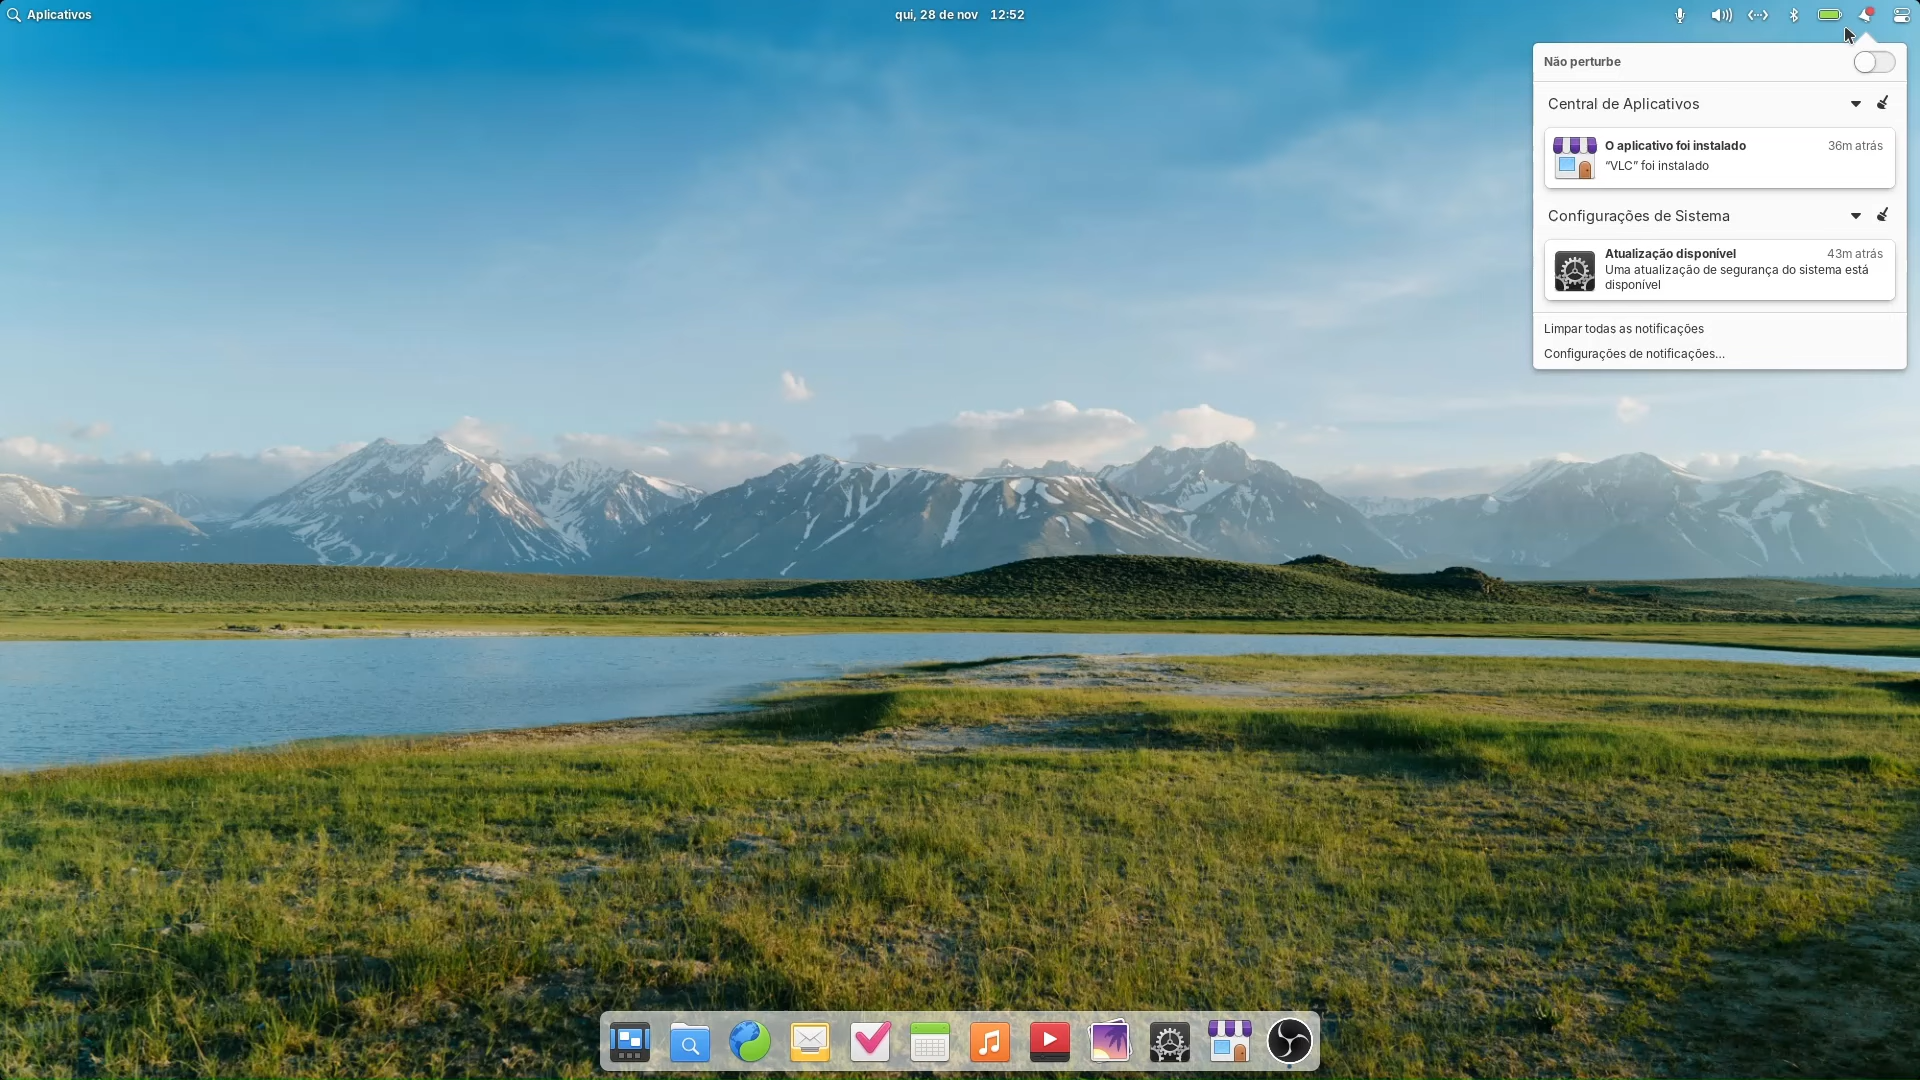 Aplicativos
qui, 28 de nov 12:52
Não perturbe
Central de Aplicativos
O aplicativo foi instalado 36m atrás
“VLC” foi instalado
Configurações de Sistema
Atualização disponível 43m atrás
Uma atualização de segurança do sistema está
disponível
Limpar todas as notificações
Configurações de notificações...